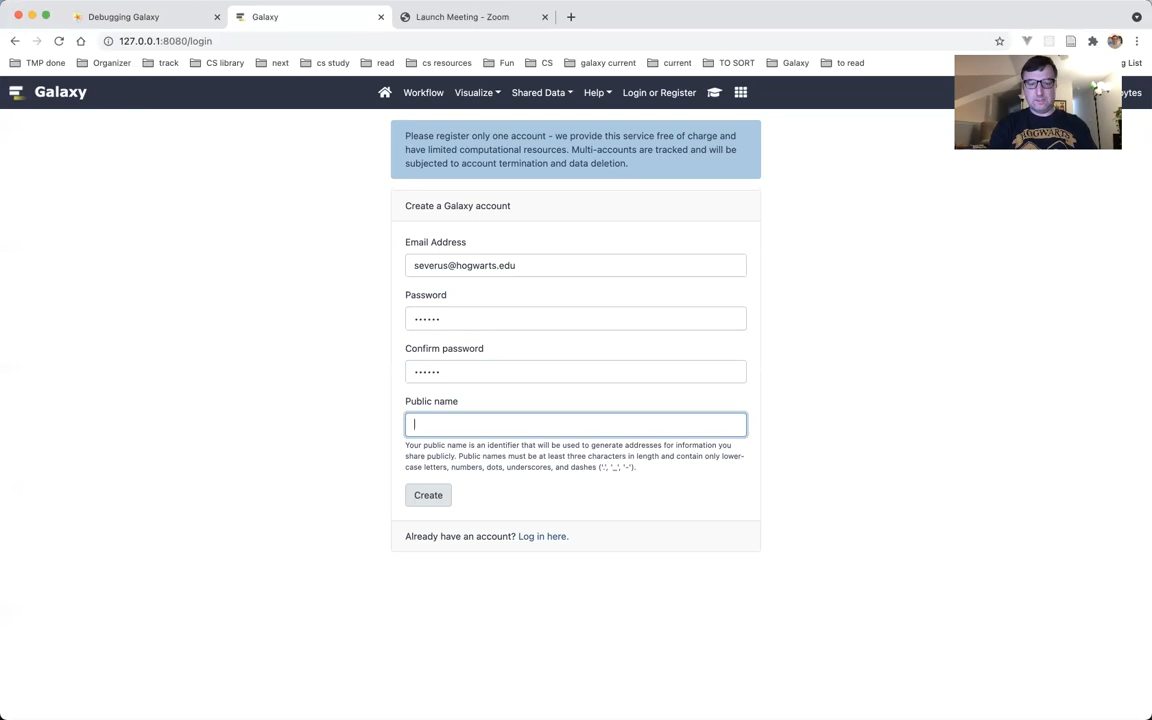 Debugging Galaxy
Galaxy
Launch Meeting - Zoom
127.0.0.1:8080/login
TMP done
Organizer
track
CS library
next
cs study
read
cs resources
Fun
CS
galaxy current
current
TO SORT
Galaxy
to read
g List
Galaxy
Workflow
Visualize
Shared Data
Help
Login or Register
bytes
HOGWARTS
Please register only one account - we provide this service free of charge and
have limited computational resources. Multi-accounts are tracked and will be
subjected to account termination and data deletion.
Create a Galaxy account
Email Address
severus@hogwarts.edu
Password
••••••
Confirm password
••••••
Public name
Your public name is an identifier that will be used to generate addresses for information you
share publicly. Public names must be at least three characters in length and contain only lower-
case letters, numbers, dots, underscores, and dashes ('.', '_', '-').
Create
Already have an account? Log in here.